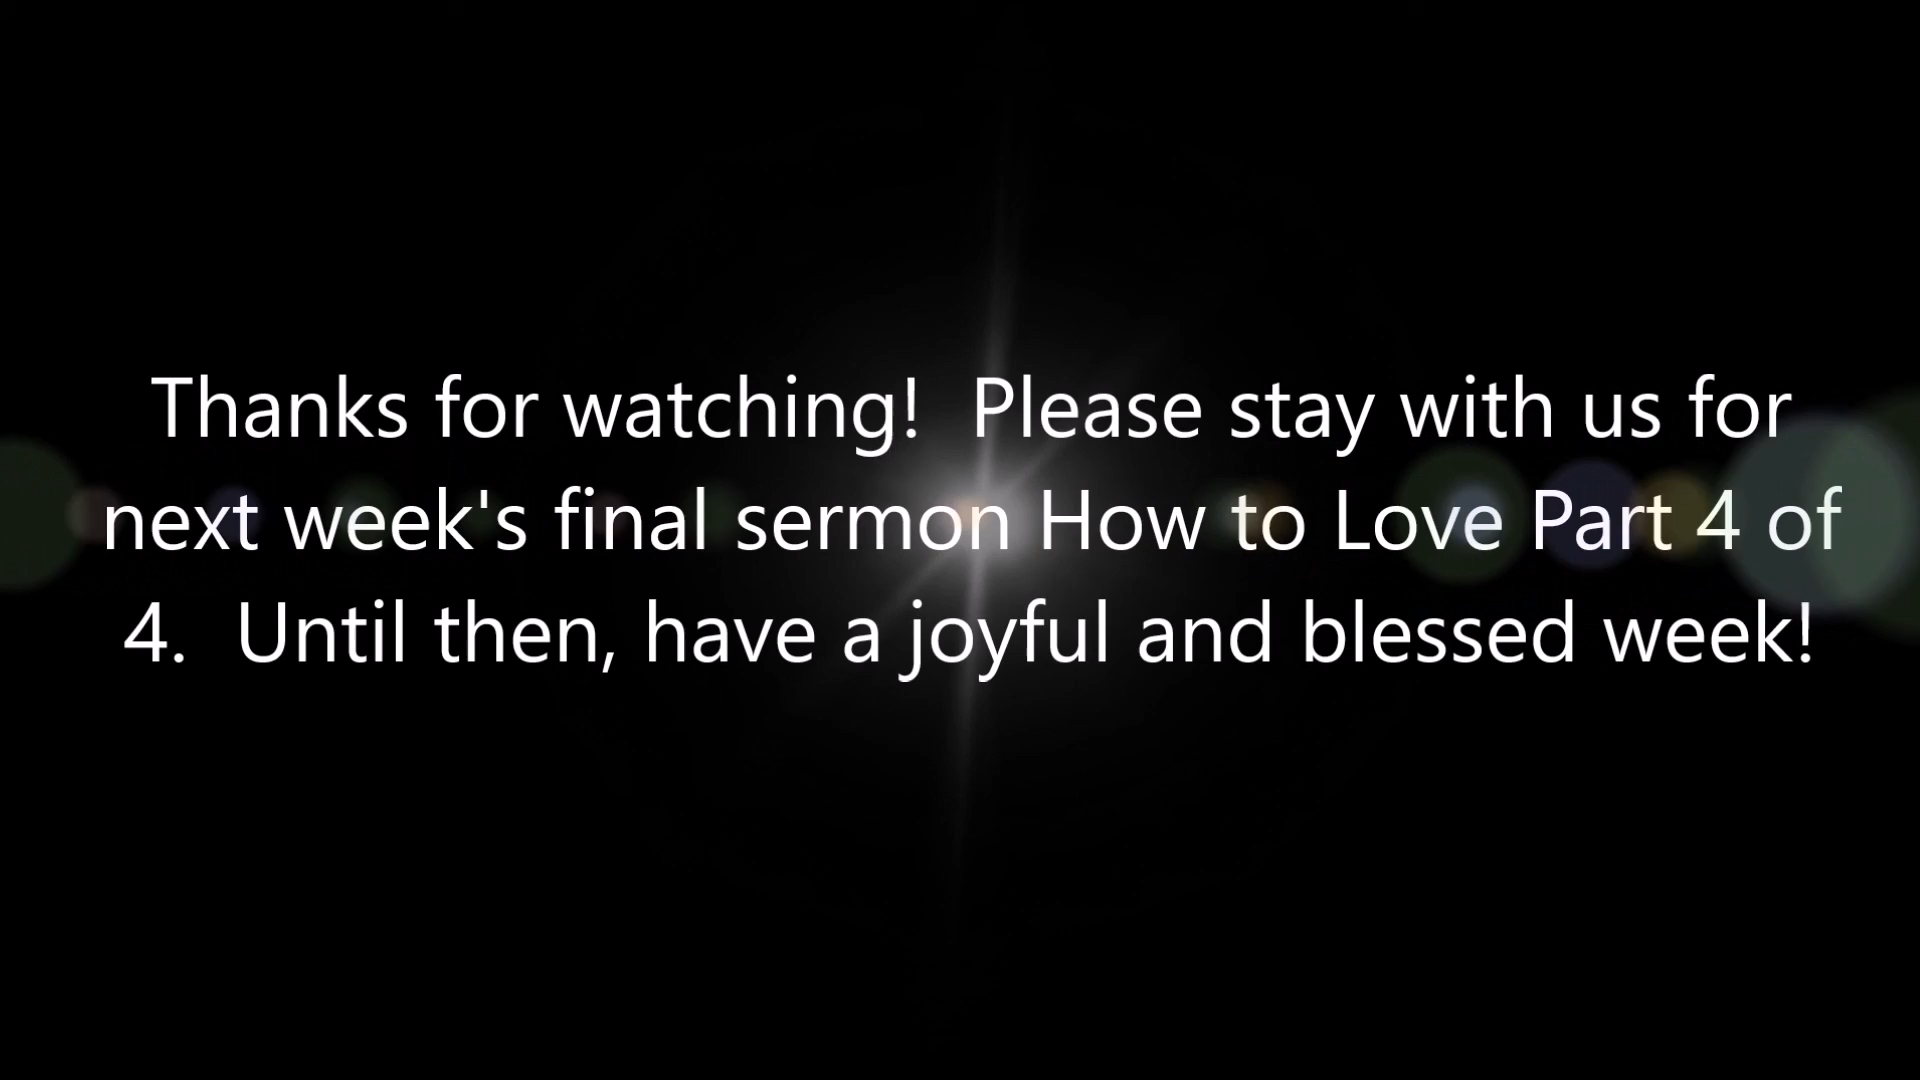 Thanks for watching!  Please stay with us for
next week's final sermon How to Love Part 4 of
4.  Until then, have a joyful and blessed week!